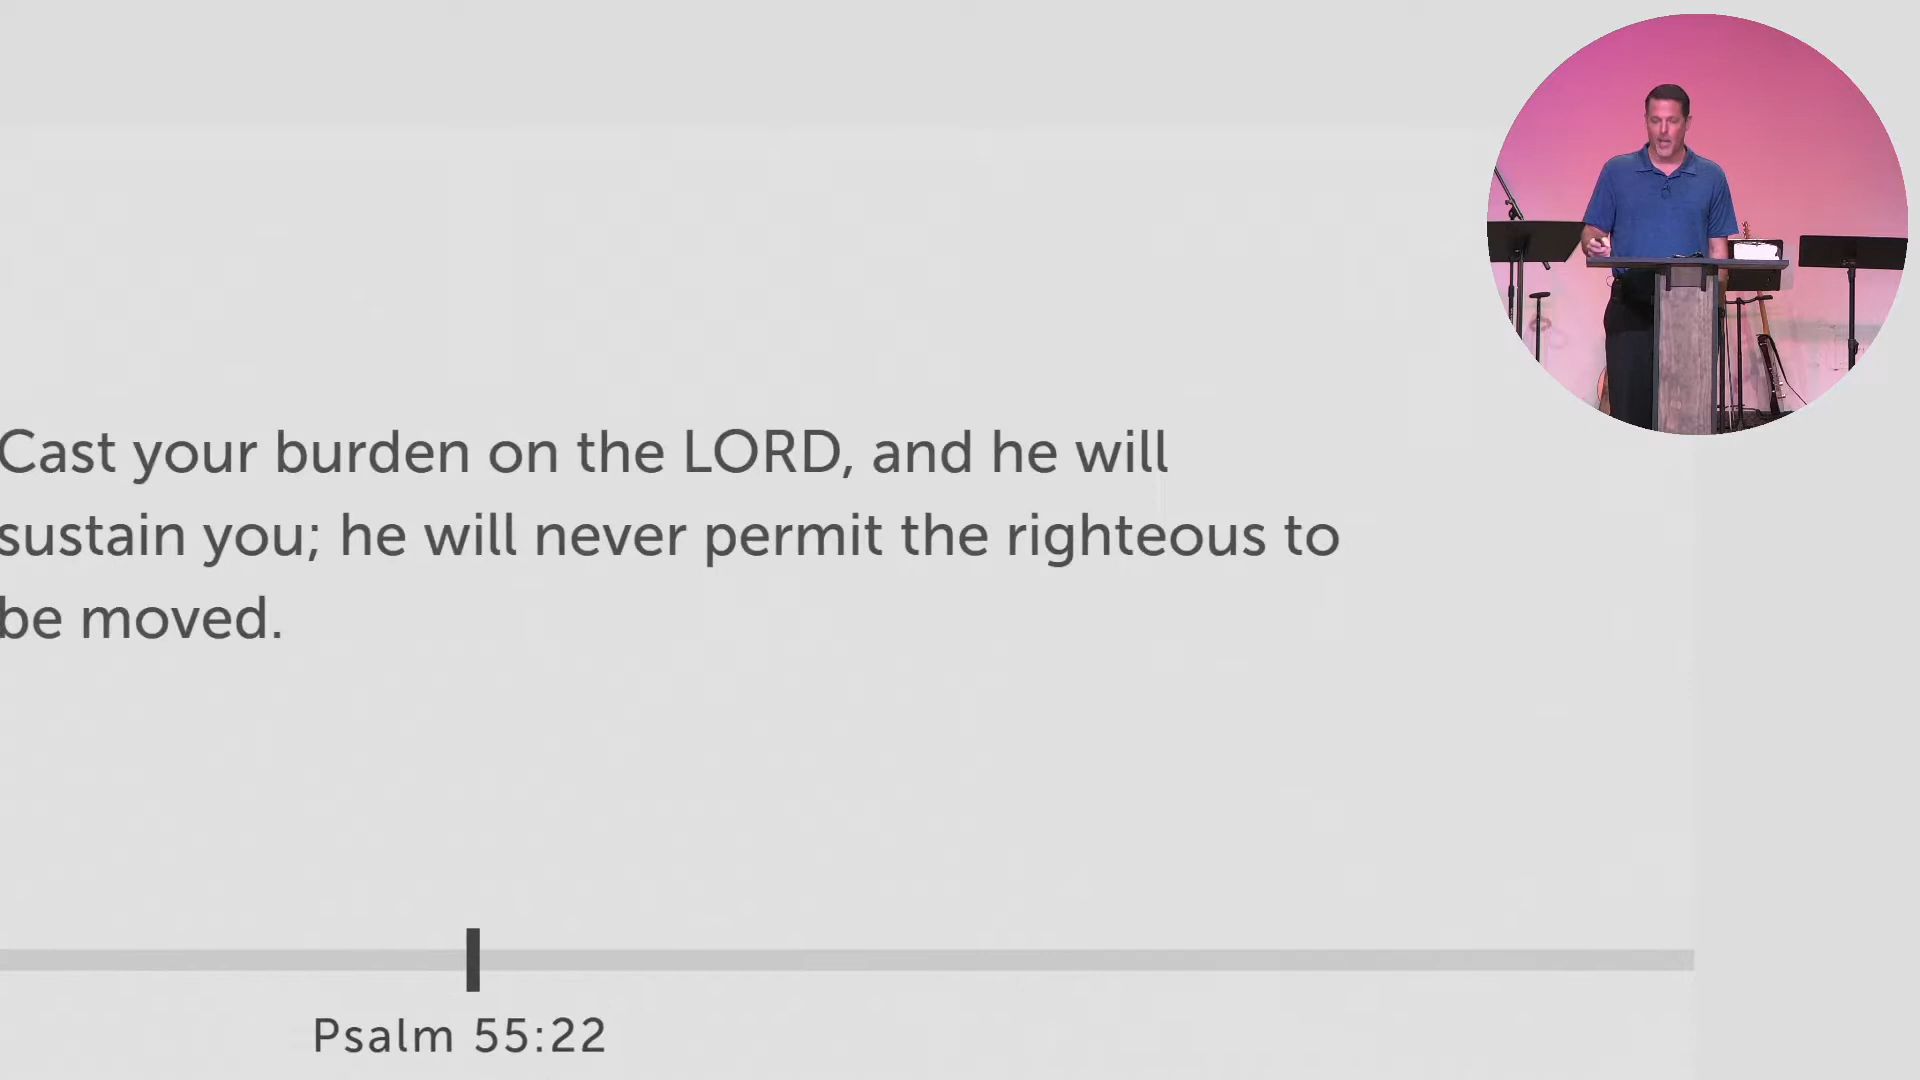 Cast your burden on the LORD, and he will
sustain you; he will never permit the righteous to
be moved.
Psalm 55:22